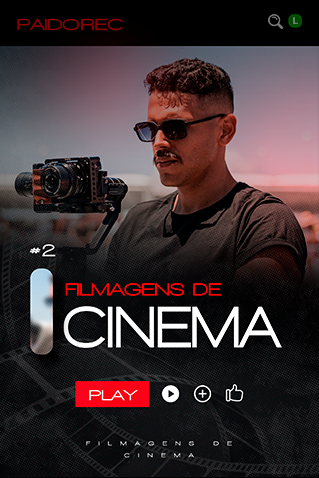 PAIDOREC
L
#2
FILMAGENS DE
CINEMA
PLAY
FILMAGENS DE
CINEMA